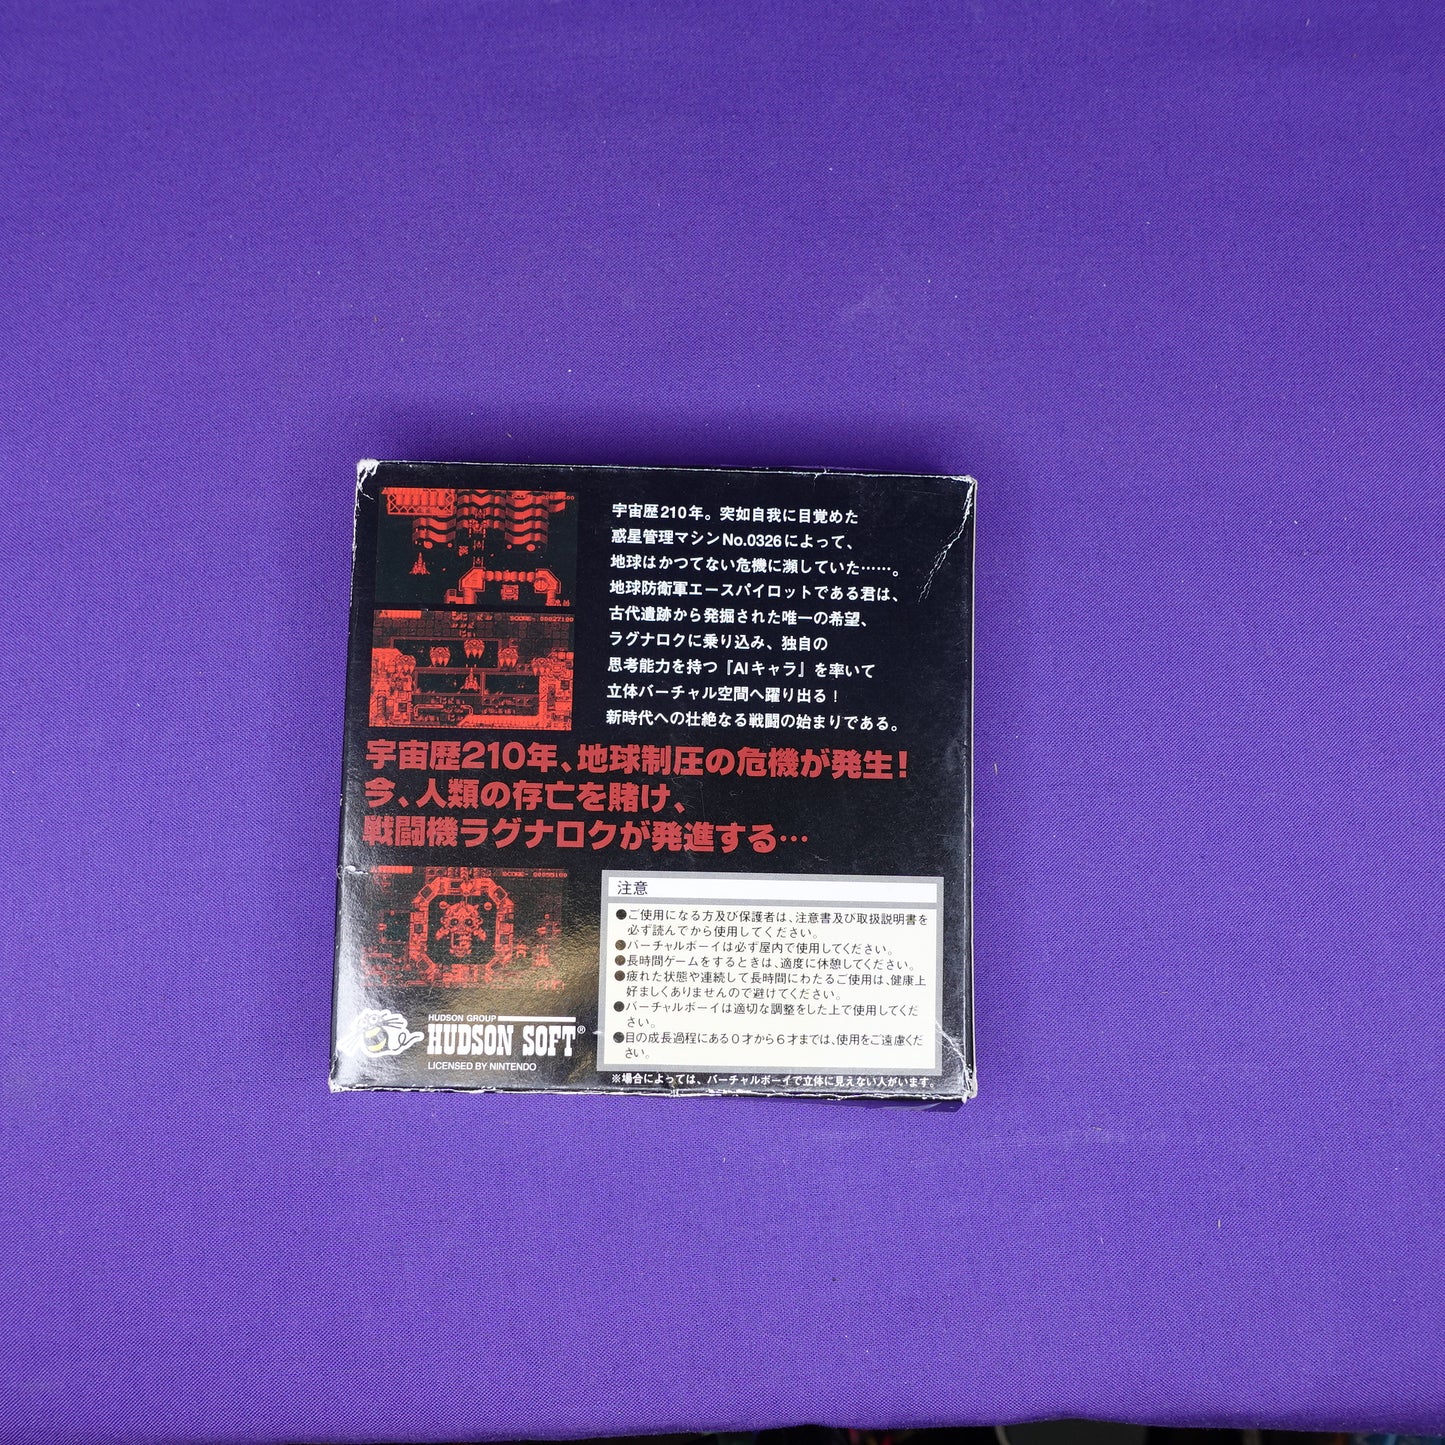 宇宙歴210年。突如自我に目覚めた
惑星管理マシンNo.0326によって、
地球はかつてない危機に瀕していた……。
地球防衛軍エースパイロットである君は、
古代遺跡から発掘された唯一の希望、
ラグナロクに乗り込み、独自の
思考能力を持つ『AIキャラ』を率いて
立体バーチャル空間へ躍り出る！
新時代への壮絶なる戦闘の始まりである。
SCORE- 00027100
宇宙歴210年、地球制圧の危機が発生！
今、人類の存亡を賭け、
戦闘機ラグナロクが発進する…
SCORE-
注意
●ご使用になる方及び保護者は、注意書及び取扱説明書を
必ず読んでから使用してください。
●バーチャルボーイは必ず屋内で使用してください。
●長時間ゲームをするときは、適度に休憩してください。
●疲れた状態や連続して長時間にわたるご使用は、健康上
好ましくありませんので避けてください。
●バーチャルボーイは適切な調整をした上で使用してくだ
さい。
●目の成長過程にある０才から６才までは、使用をご遠慮くだ
さい。
※場合によっては、バーチャルボーイで立体に見えない人がいます。
HUDSON GROUP
HUDSON SOFT®
LICENSED BY NINTENDO